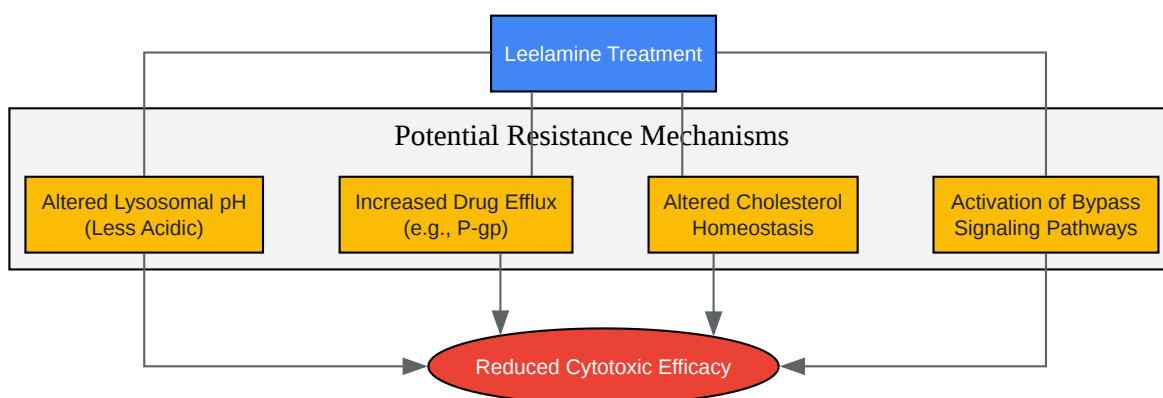 Leelamine Treatment
Potential Resistance Mechanisms
Altered Lysosomal pH
(Less Acidic)
Increased Drug Efflux
(e.g., P-gp)
Altered Cholesterol
Homeostasis
Activation of Bypass
Signaling Pathways
Reduced Cytotoxic Efficacy